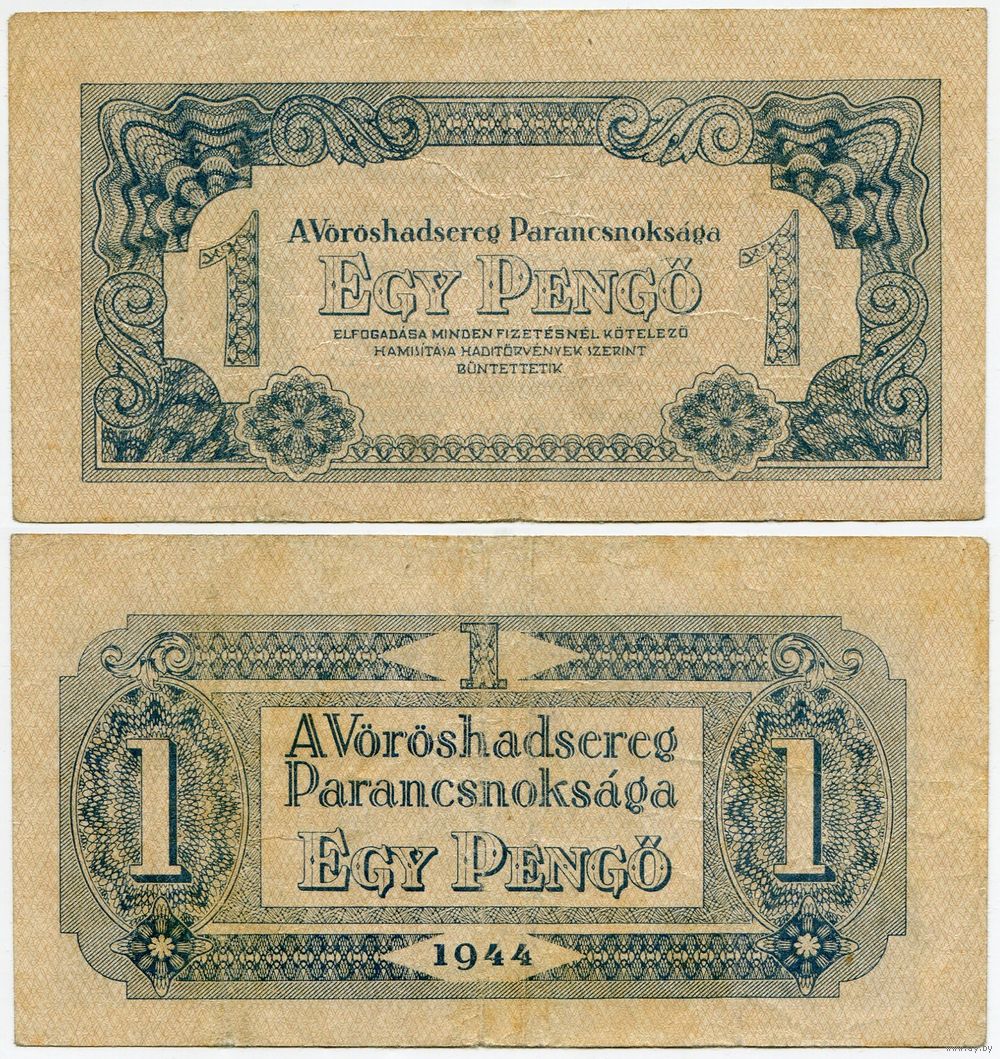 1 1
A Vöröshadsereg Parancsnoksága
EGY PENGŐ
ELFOGADÁSA MINDEN FIZETÉSNÉL KÖTELEZŐ
HAMISÍTÁSA HADITÖRVÉNYEK SZERINT
BÜNTETTETIK
1
A Vöröshadsereg
Parancsnoksága
1 1
EGY PENGŐ
1944